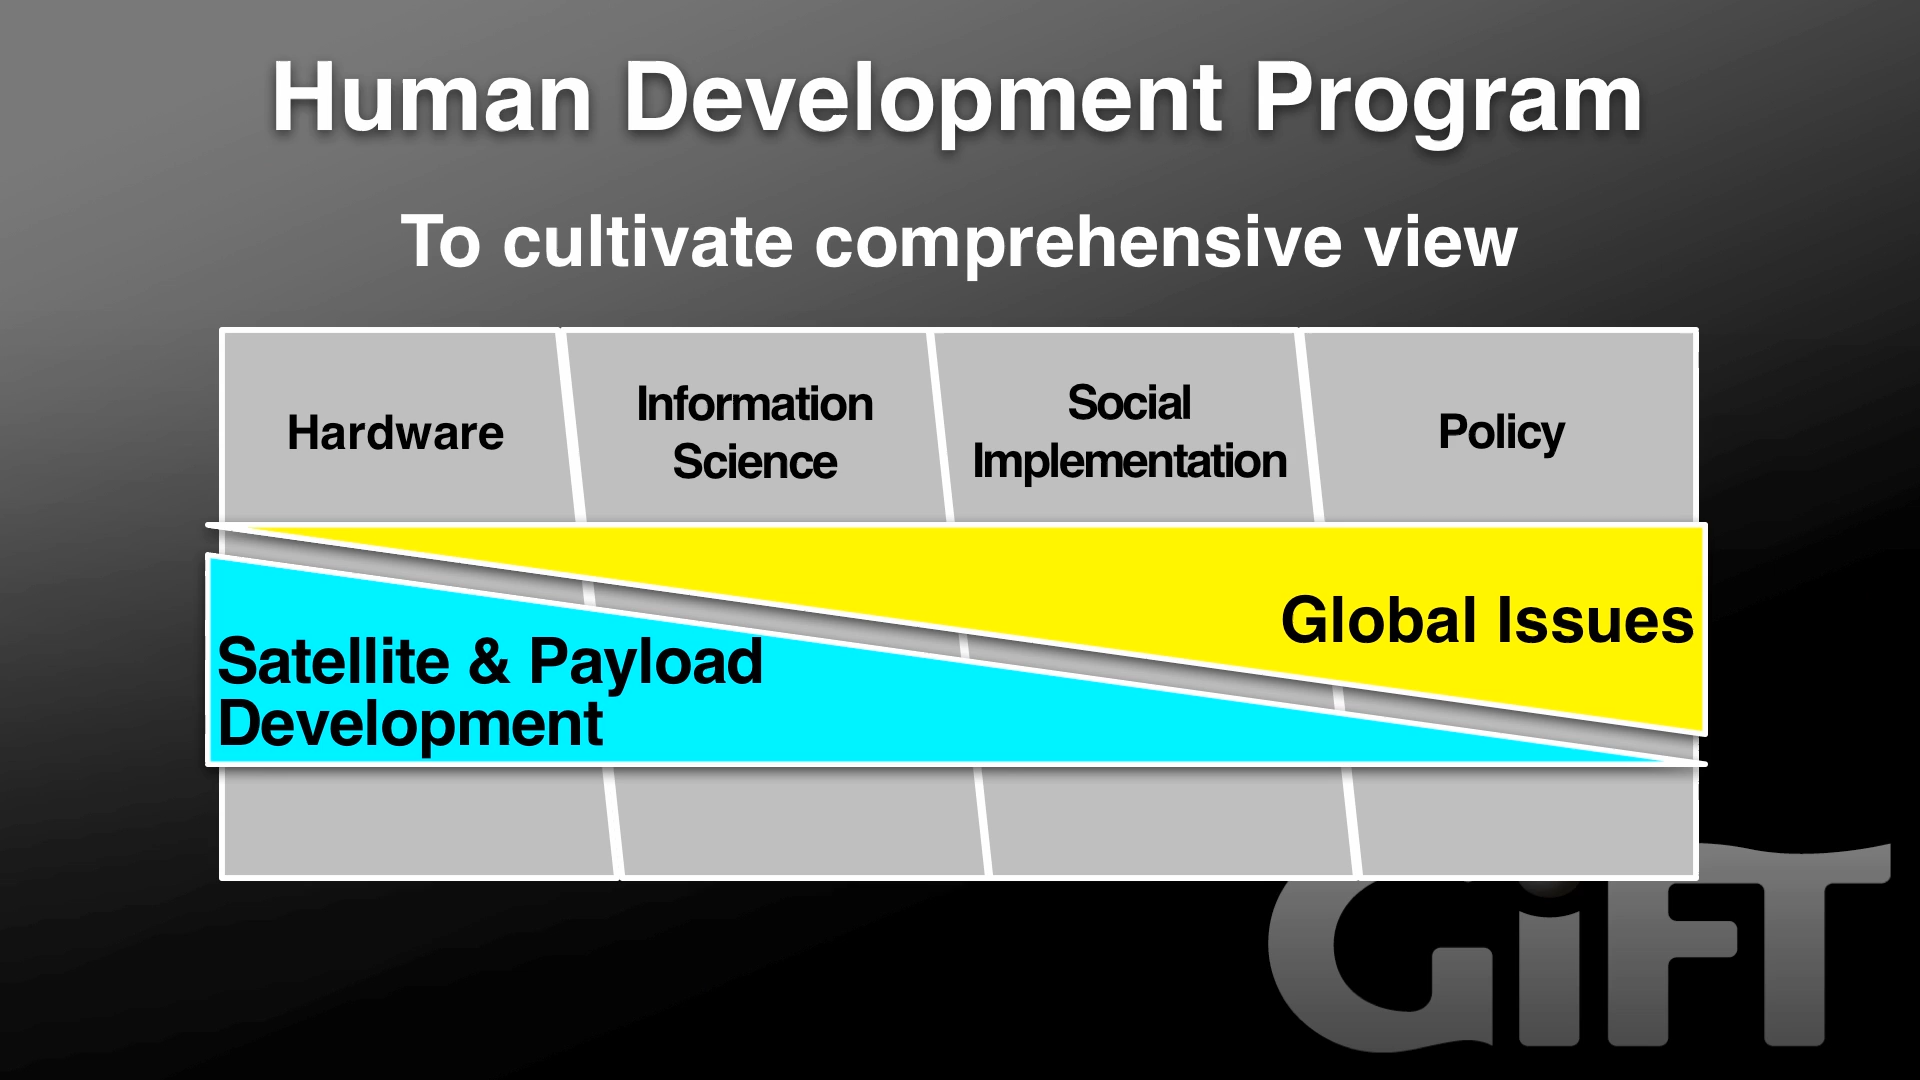 Human Development Program
To cultivate comprehensive view
Hardware
Information
Science
Social
Implementation
Policy
Global Issues
Satellite & Payload
Development
GiFT